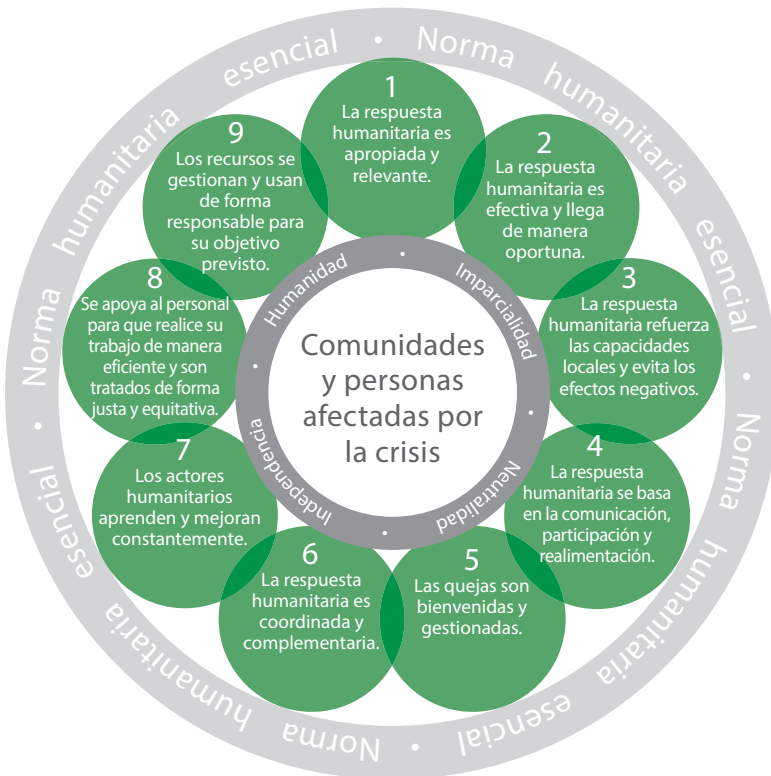 Norma humanitaria esencial • Norma humanitaria esencial • Norma humanitaria esencial • Norma humanitaria esencial •
1
La respuesta
humanitaria es
apropiada y
relevante.
2
La respuesta
humanitaria es
efectiva y llega
de manera
oportuna.
3
La respuesta
humanitaria refuerza
las capacidades
locales y evita los
efectos negativos.
4
La respuesta
humanitaria se basa
en la comunicación,
participación y
realimentación.
5
Las quejas son
bienvenidas y
gestionadas.
6
La respuesta
humanitaria es
coordinada y
complementaria.
7
Los actores
humanitarios
aprenden y mejoran
constantemente.
8
Se apoya al personal
para que realice su
trabajo de manera
eficiente y son
tratados de forma
justa y equitativa.
9
Los recursos se
gestionan y usan
de forma
responsable para
su objetivo
previsto.
Humanidad • Imparcialidad • Neutralidad • Independencia •
Comunidades
y personas
afectadas por
la crisis